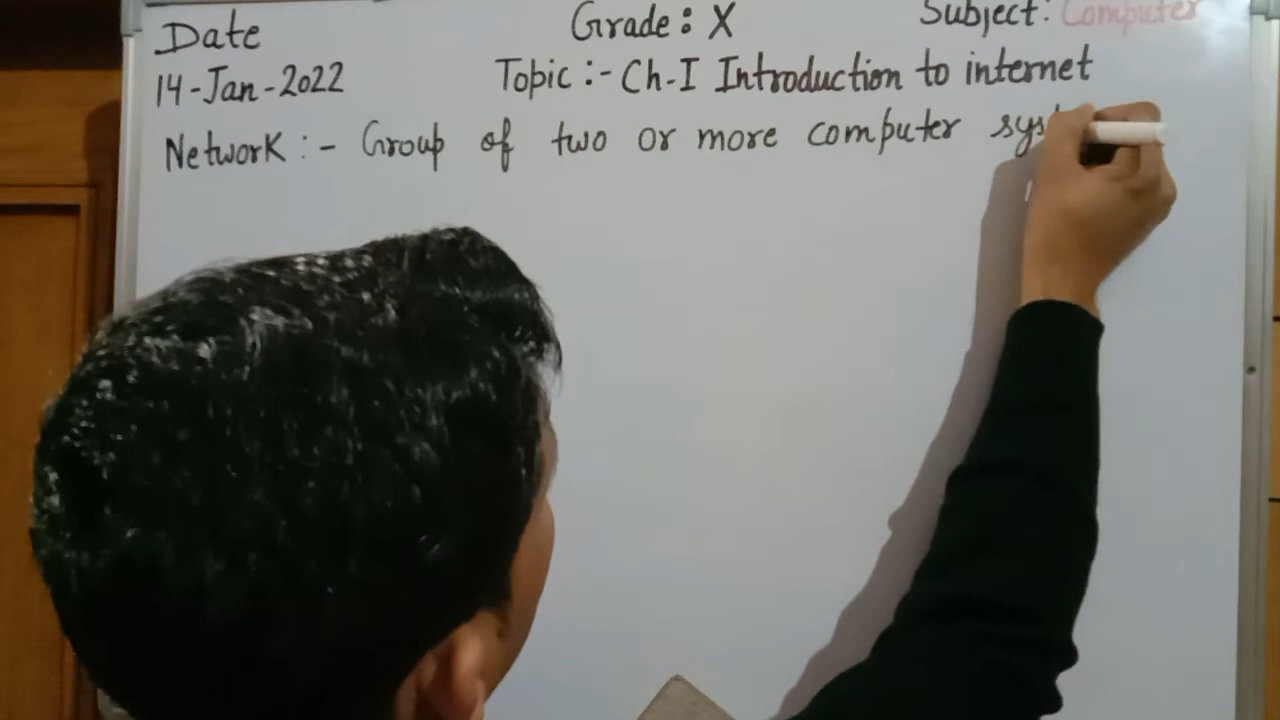 Date Grade: X Subject: Computer
14-Jan-2022 Topic :- Ch-I Introduction to internet
Network :- Group of two or more computer